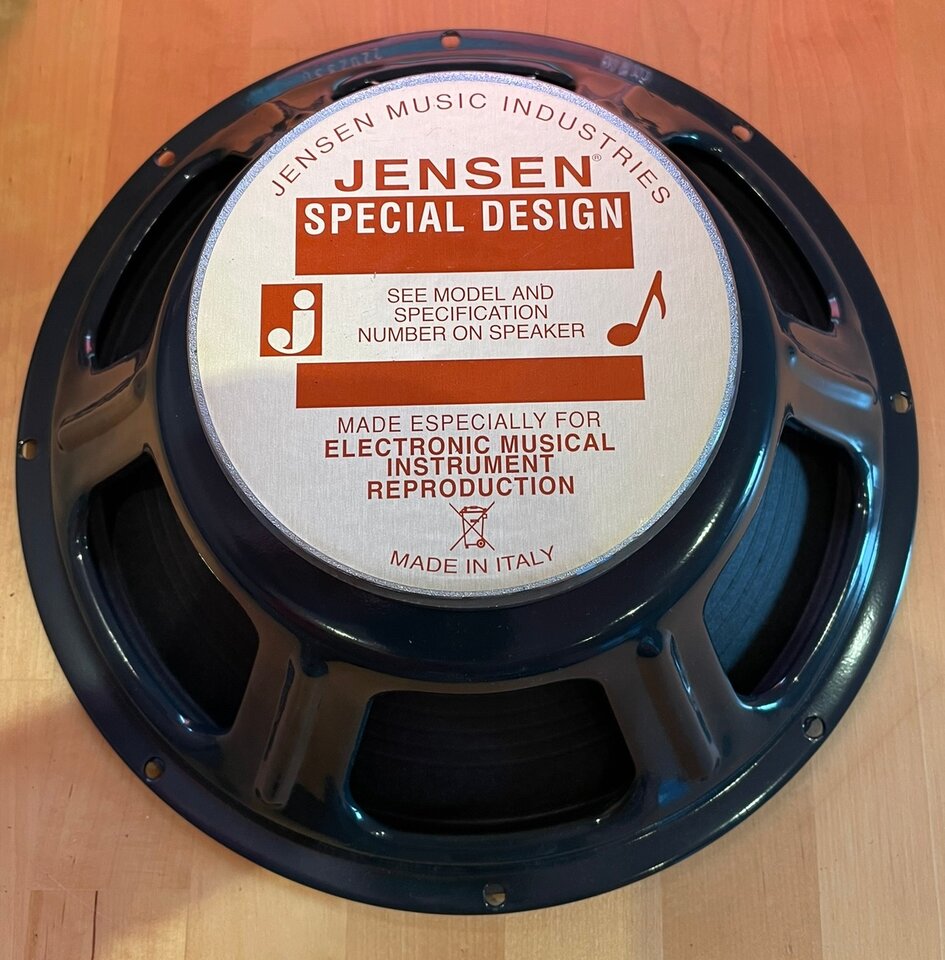 JENSEN MUSIC INDUSTRIES
JENSEN®
SPECIAL DESIGN
j
SEE MODEL AND
SPECIFICATION
NUMBER ON SPEAKER
MADE ESPECIALLY FOR
ELECTRONIC MUSICAL
INSTRUMENT
REPRODUCTION
MADE IN ITALY